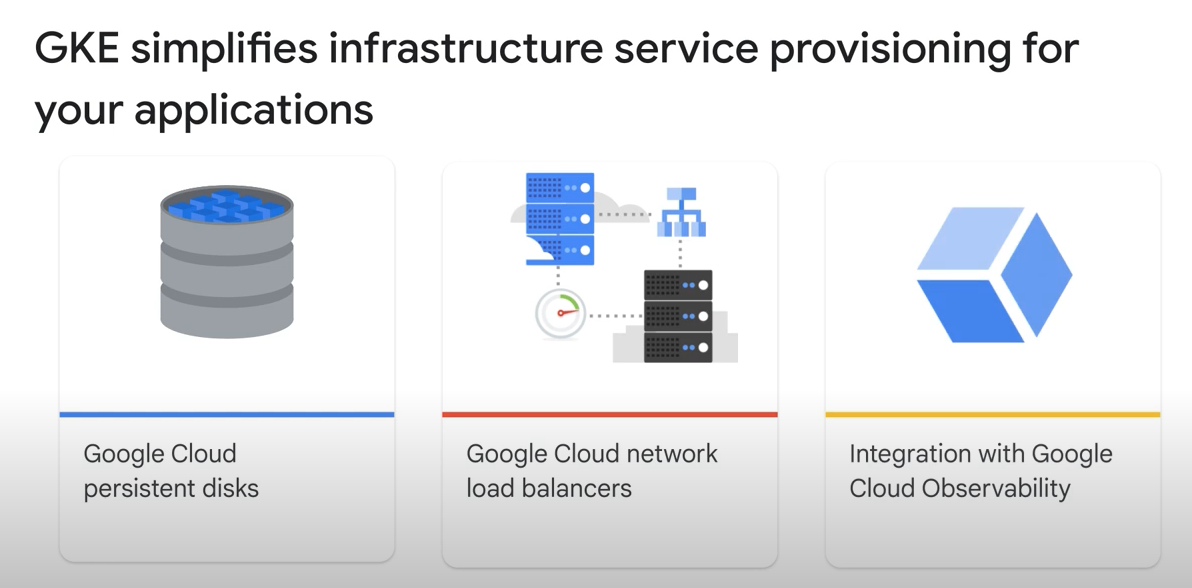 GKE simplifies infrastructure service provisioning for
your applications
Google Cloud
persistent disks
Google Cloud network
load balancers
Integration with Google
Cloud Observability